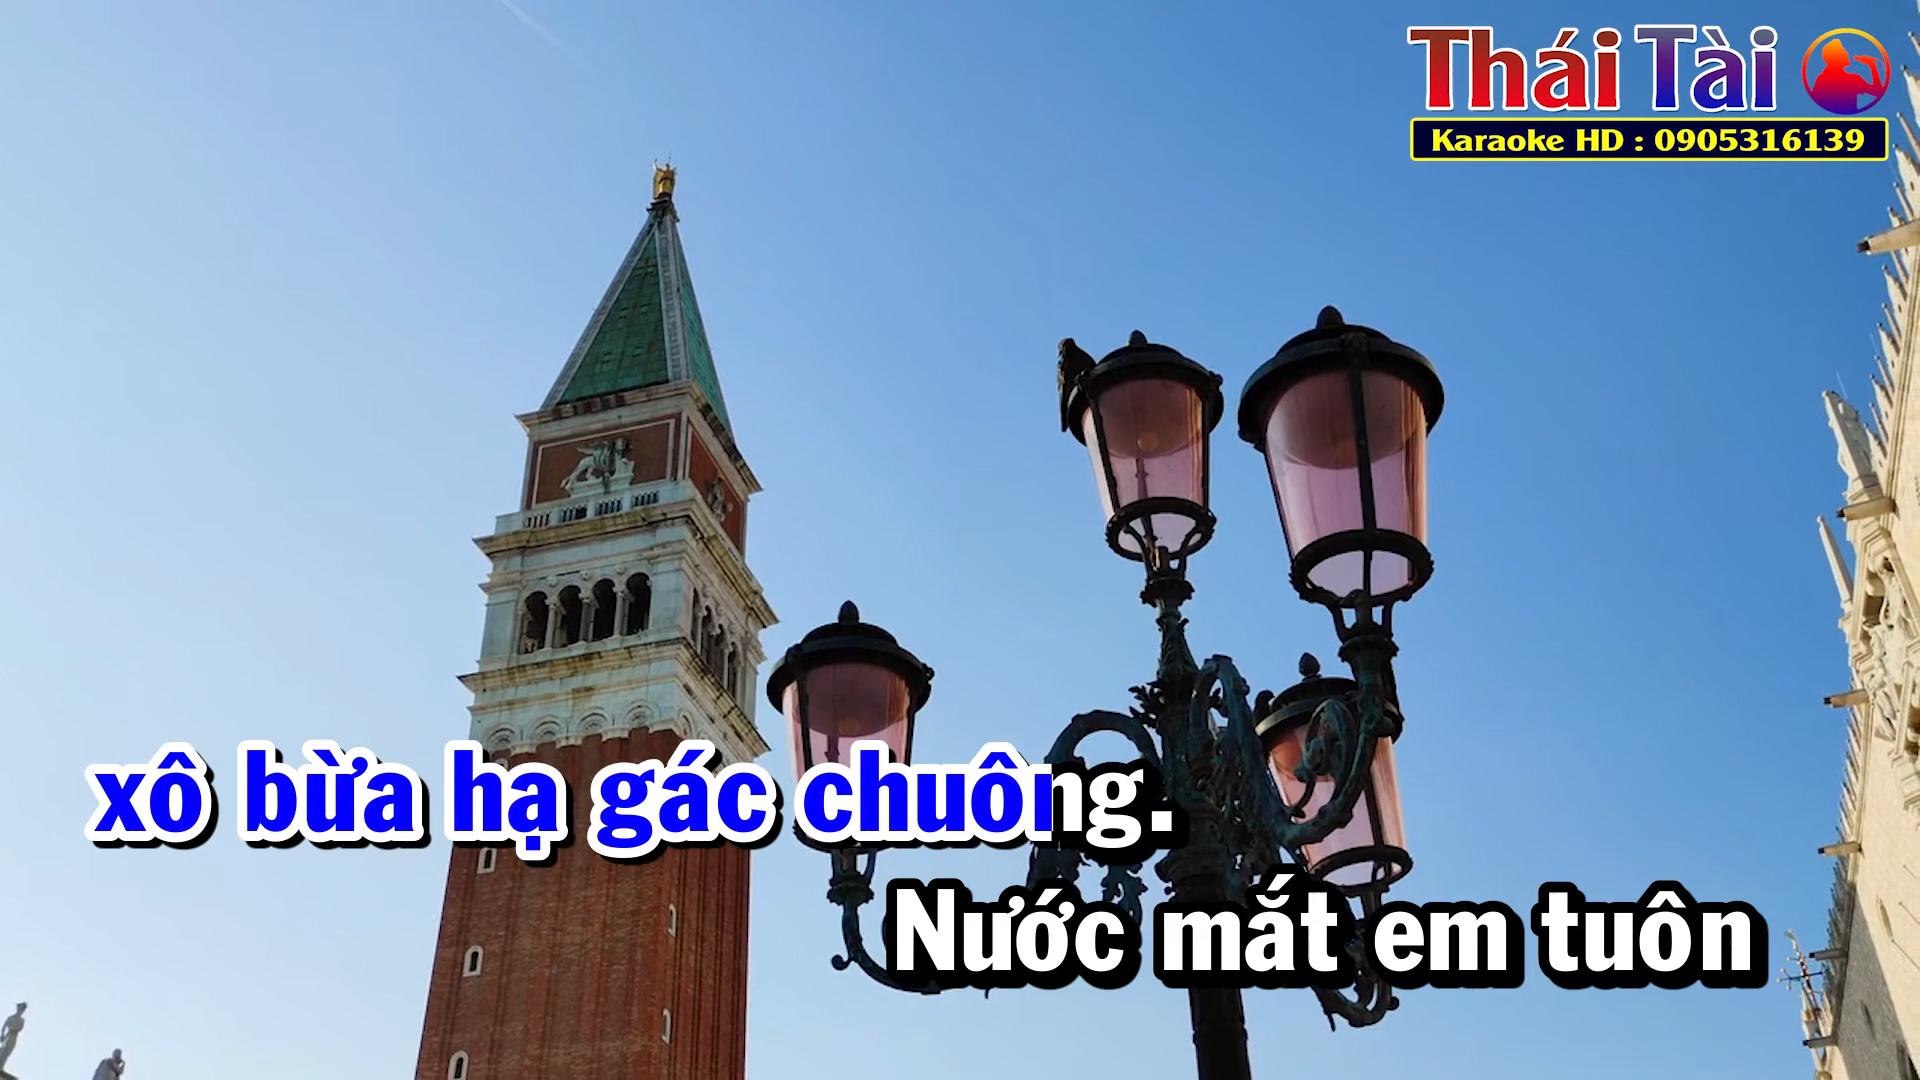 Thái Tài
Karaoke HD : 0905316139
xô bừa hạ gác chuông.
Nước mắt em tuôn